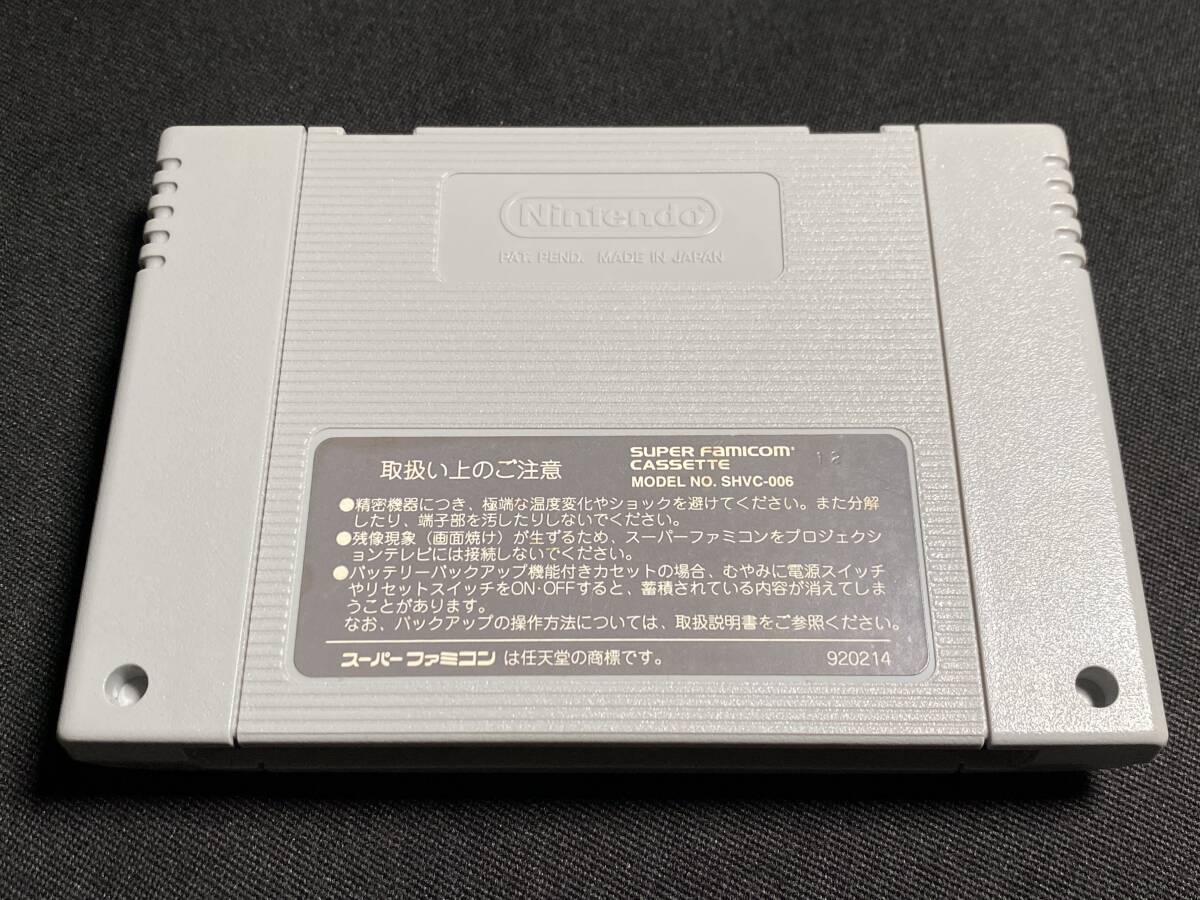 Nintendo®
PAT. PEND. MADE IN JAPAN
取扱い上のご注意
SUPER FAMICOM®
CASSETTE
MODEL NO. SHVC-006
●精密機器につき、極端な温度変化やショックを避けてください。また分解
したり、端子部を汚したりしないでください。
●残像現象（画面焼け）が生ずるため、スーパーファミコンをプロジェクシ
ョンテレビには接続しないでください。
●バッテリーバックアップ機能付きカセットの場合、むやみに電源スイッチ
やリセットスイッチをON・OFFすると、蓄積されている内容が消えてしま
うことがあります。
なお、バックアップの操作方法については、取扱説明書をご参照ください。
スーパーファミコン は任天堂の商標です。 920214